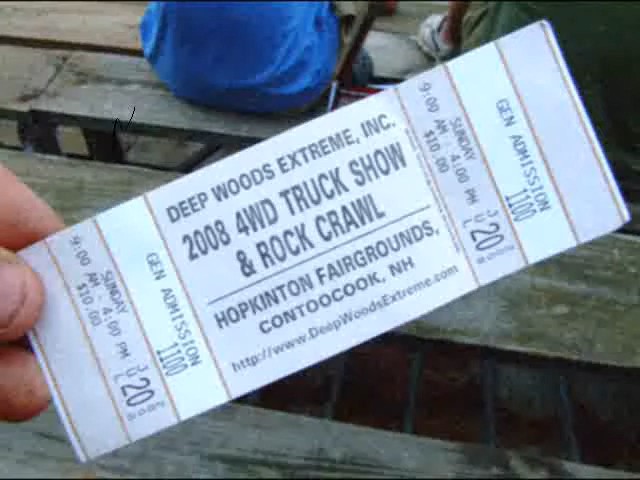 DEEP WOODS EXTREME, INC.
2008 4WD TRUCK SHOW
& ROCK CRAWL
HOPKINTON FAIRGROUNDS,
CONTOOCOOK, NH
http://www.DeepWoodsExtreme.com
SUNDAY
9:00 AM - 4:00 PM
$10.00
JUL 20
GEN ADMISSION
1100
SUNDAY
9:00 AM - 4:00 PM
$10.00
JUL 20
GEN ADMISSION
1100